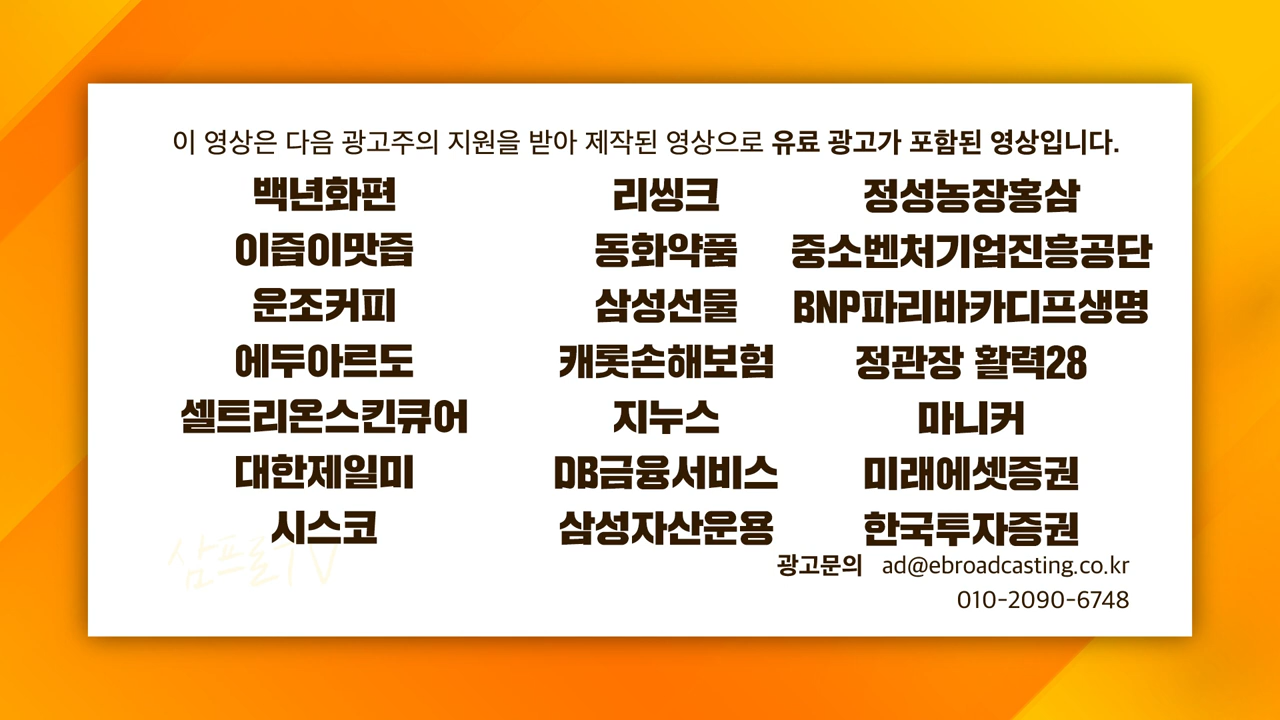 이 영상은 다음 광고주의 지원을 받아 제작된 영상으로 유료 광고가 포함된 영상입니다.
백년화편 리씽크 정성농장홍삼
이즙이맛즙 동화약품 중소벤처기업진흥공단
운조커피 삼성선물 BNP파리바카디프생명
에두아르도 캐롯손해보험 정관장 활력28
셀트리온스킨큐어 지누스 마니커
대한제일미 DB금융서비스 미래에셋증권
시스코 삼성자산운용 한국투자증권
삼프로TV
광고문의 ad@ebroadcasting.co.kr
010-2090-6748